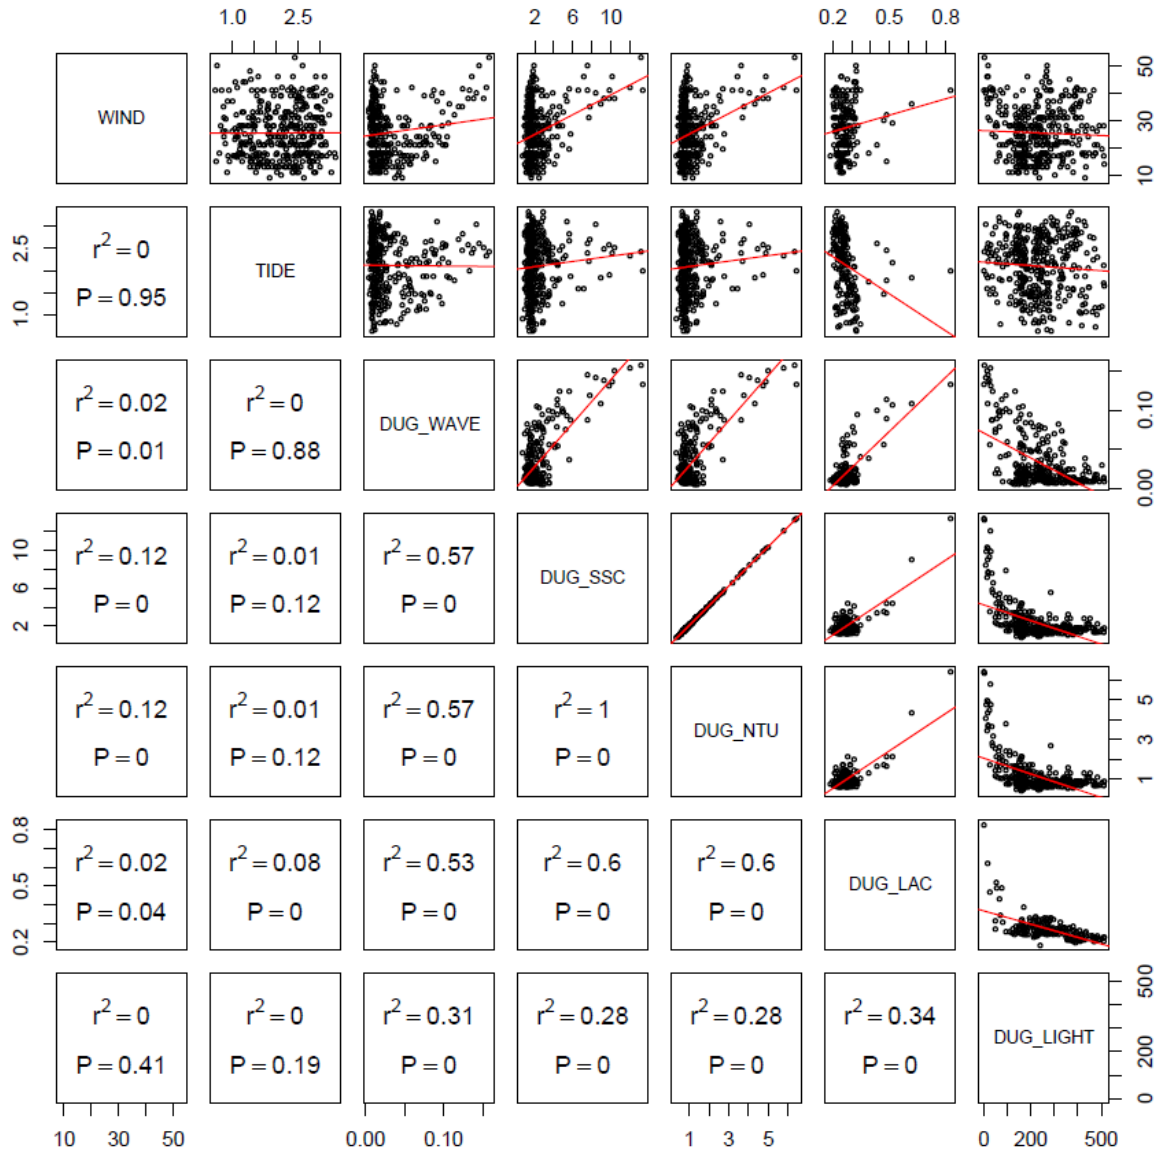 1.0 2.5 2 6 10 0.2 0.5 0.8
WIND 10 30 50
1.0 2.5 r² = 0 TIDE
P = 0.95
r² = 0.02 r² = 0 DUG_WAVE 0.00 0.10
P = 0.01 P = 0.88
2 6 10 r² = 0.12 r² = 0.01 r² = 0.57 DUG_SSC
P = 0 P = 0.12 P = 0
r² = 0.12 r² = 0.01 r² = 0.57 r² = 1 DUG_NTU 1 3 5
P = 0 P = 0.12 P = 0 P = 0
0.2 0.5 0.8 r² = 0.02 r² = 0.08 r² = 0.53 r² = 0.6 r² = 0.6 DUG_LAC
P = 0.04 P = 0 P = 0 P = 0 P = 0
r² = 0 r² = 0 r² = 0.31 r² = 0.28 r² = 0.28 r² = 0.34 DUG_LIGHT 0 200 500
P = 0.41 P = 0.19 P = 0 P = 0 P = 0 P = 0
10 30 50 0.00 0.10 1 3 5 0 200 500